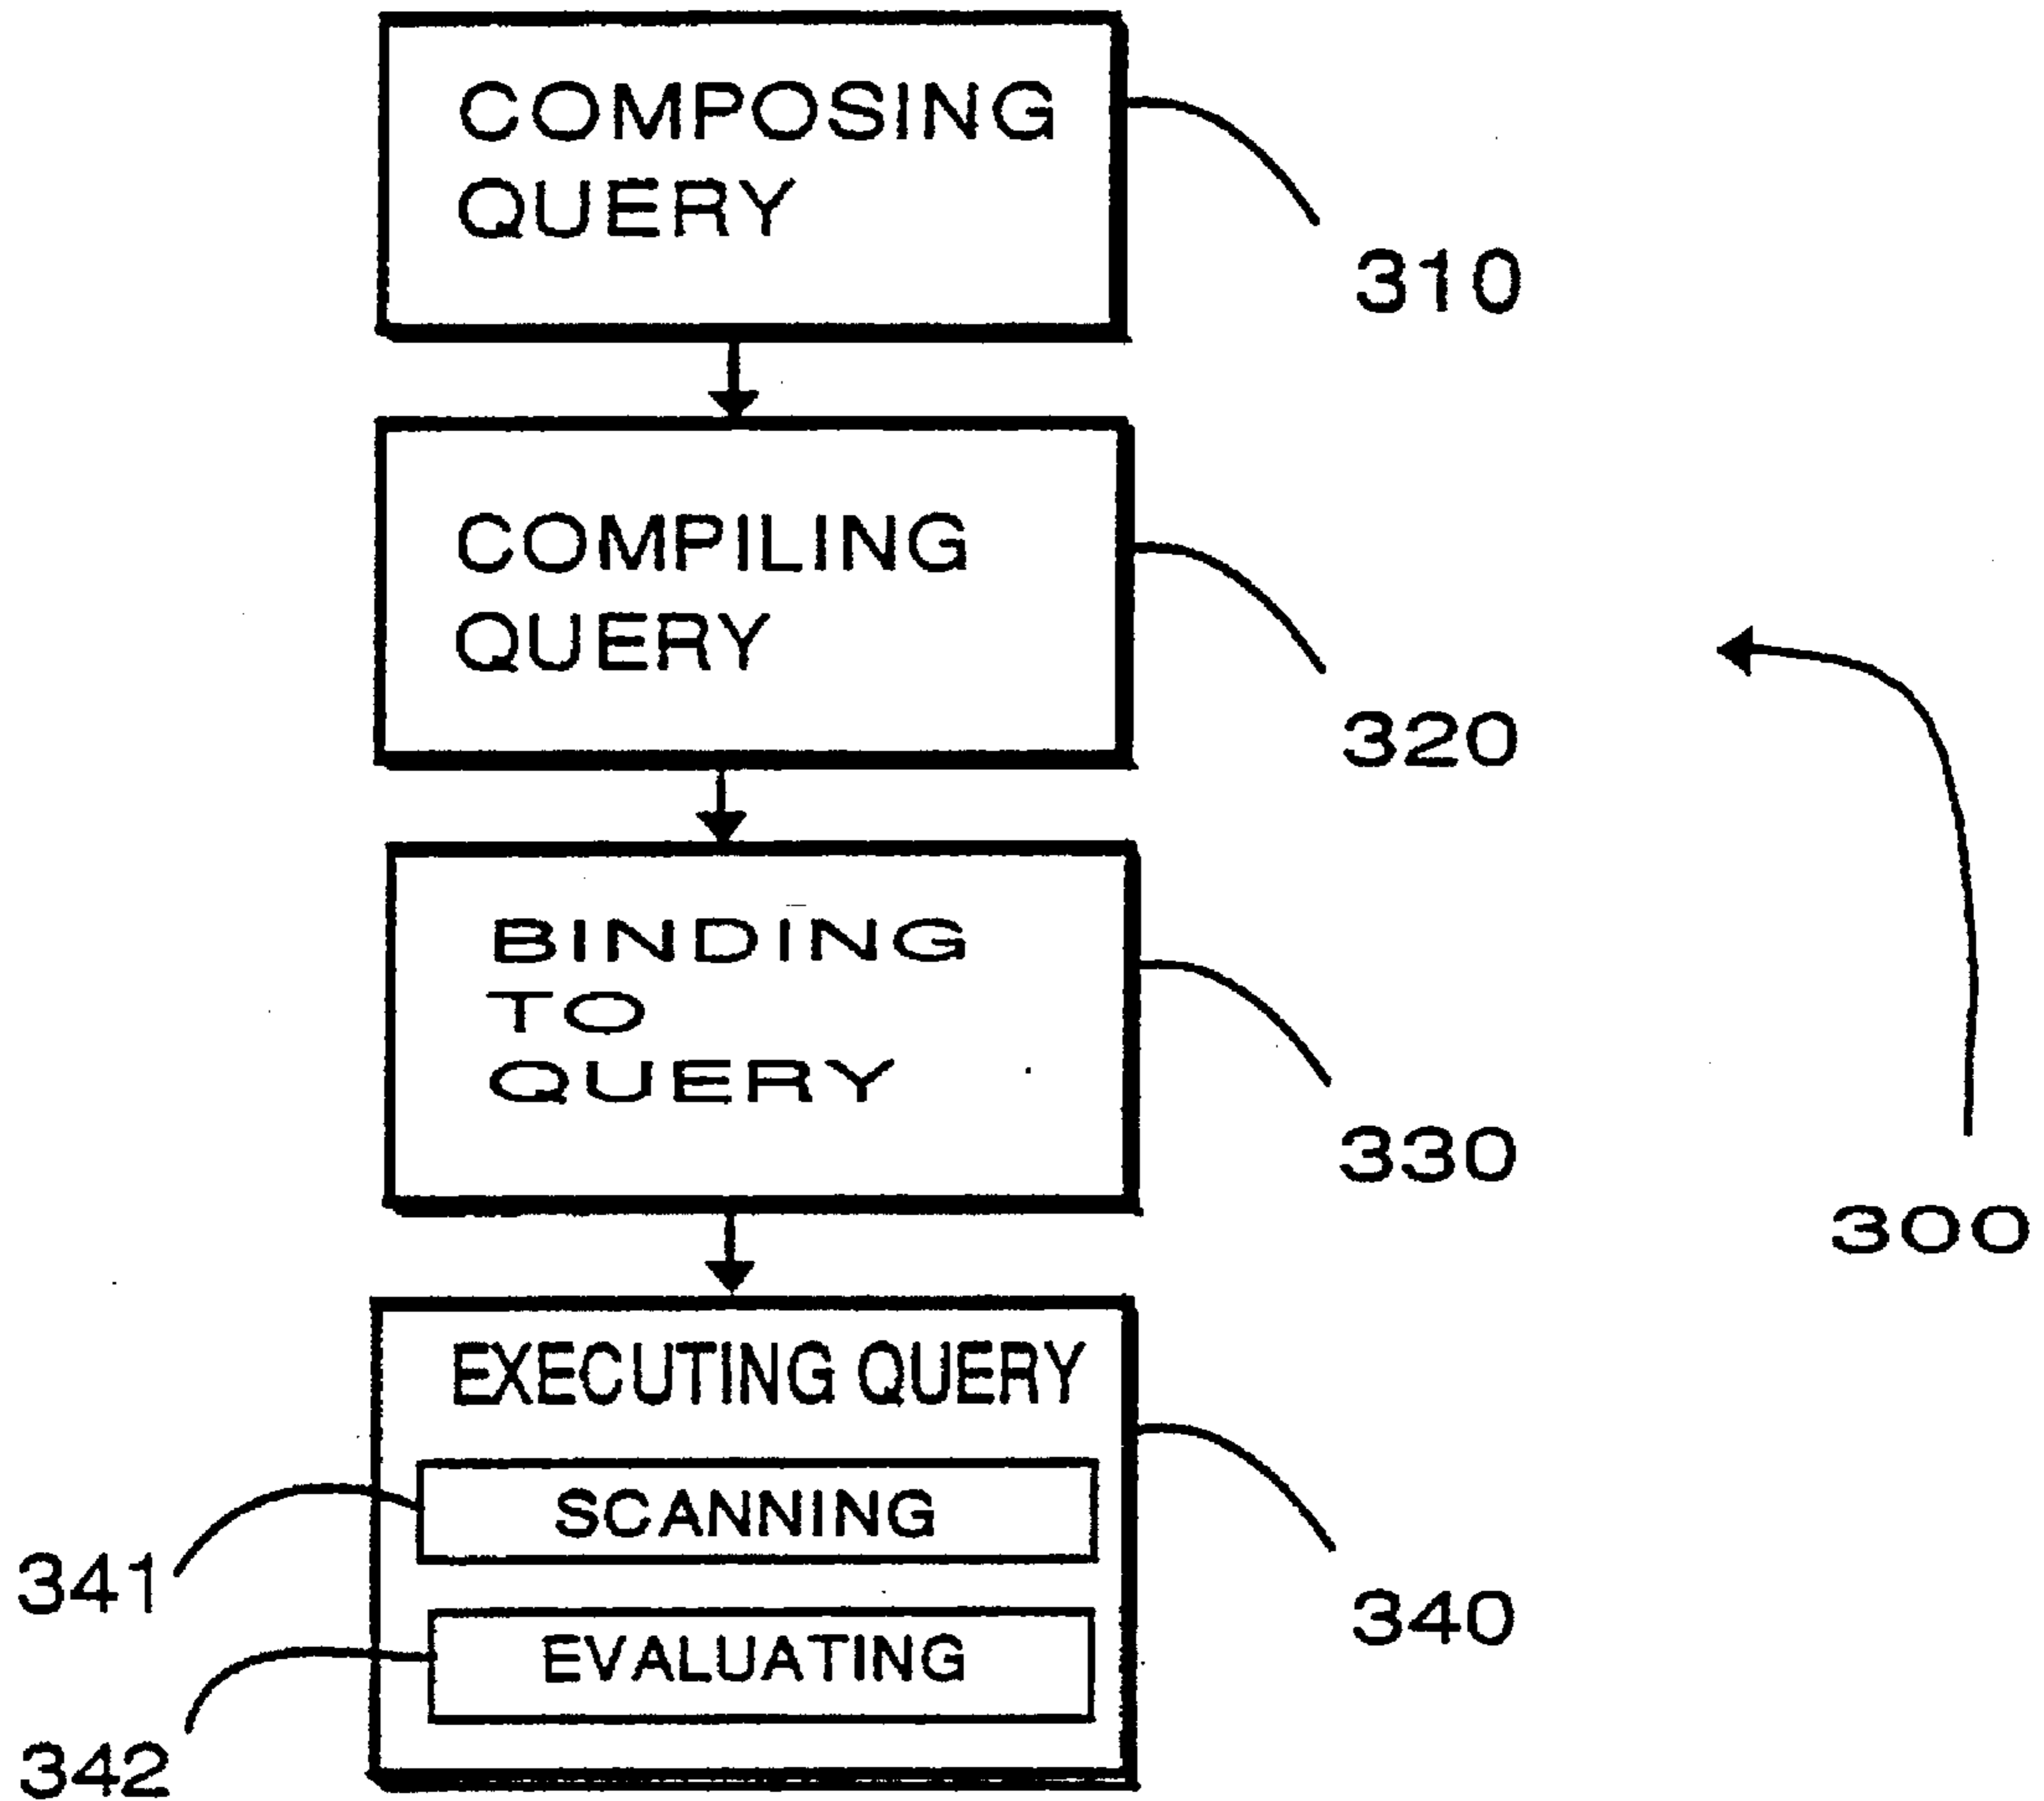 COMPOSING
QUERY
310
COMPILING
QUERY
320
BINDING
TO
QUERY
330
300
EXECUTING QUERY
SCANNING
341
EVALUATING
340
342